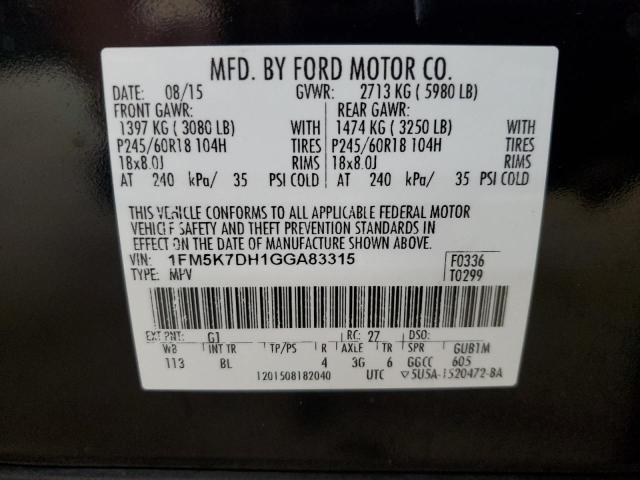 MFD. BY FORD MOTOR CO.
DATE: 08/15 GVWR: 2713 KG ( 5980 LB)
FRONT GAWR: REAR GAWR:
1397 KG ( 3080 LB) WITH 1474 KG ( 3250 LB) WITH
P245/60R18 104H TIRES P245/60R18 104H TIRES
18x8.0J RIMS 18x8.0J RIMS
AT 240 kPa/ 35 PSI COLD AT 240 kPa/ 35 PSI COLD
THIS VEHICLE CONFORMS TO ALL APPLICABLE FEDERAL MOTOR
VEHICLE SAFETY AND THEFT PREVENTION STANDARDS IN
EFFECT ON THE DATE OF MANUFACTURE SHOWN ABOVE.
VIN: 1FM5K7DH1GGA83315 F0336
TYPE: MPV T0299
EXT PNT: G1 RC: 27 DSO:
WB INT TR TP/PS R AXLE TR SPR GUB1M
113 BL 4 3G 6 GGCC 605
1201508182040 UTC ▽5U5A-1520472-BA